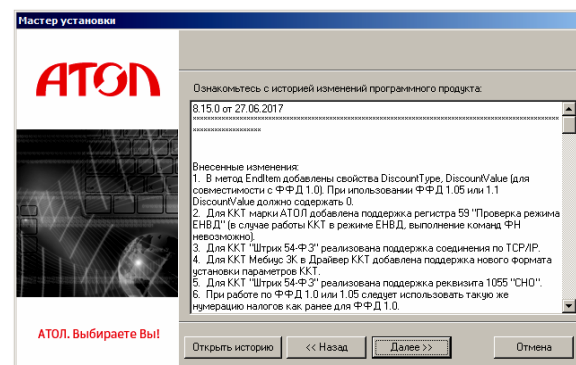 Мастер установки
АТОЛ
Ознакомьтесь с историей изменений программного продукта:
8.15.0 от 27.06.2017
Внесенные изменения:
1.  В метод EndItem добавлены свойства DiscountType, DiscountValue (для
совместимости с ФФД 1.0). При ипользовании ФФД 1.05 или 1.1
DiscountValue должно содержать 0.
2.  Для ККТ марки АТОЛ добавлена поддержка регистра 59 "Проверка режима
ЕНВД" (в случае работы ККТ в режиме ЕНВД, выполнение команд ФН
невозможно).
3.  Для ККТ "Штрих 54-ФЗ" реализована поддержка соединения по TCP/IP.
4.  Для ККТ Мебиус ЗК в Драйвер ККТ добавлена поддержка нового формата
установки параметров ККТ.
5.  Для ККТ "Штрих 54-ФЗ" реализована поддержка реквизита 1055 "СНО".
6.  При работе по ФФД 1.0 или 1.05 следует использовать такую же
нумерацию налогов как ранее для ФФД 1.0.
АТОЛ. Выбираете Вы!
Открыть историю
<< Назад
Далее >>
Отмена